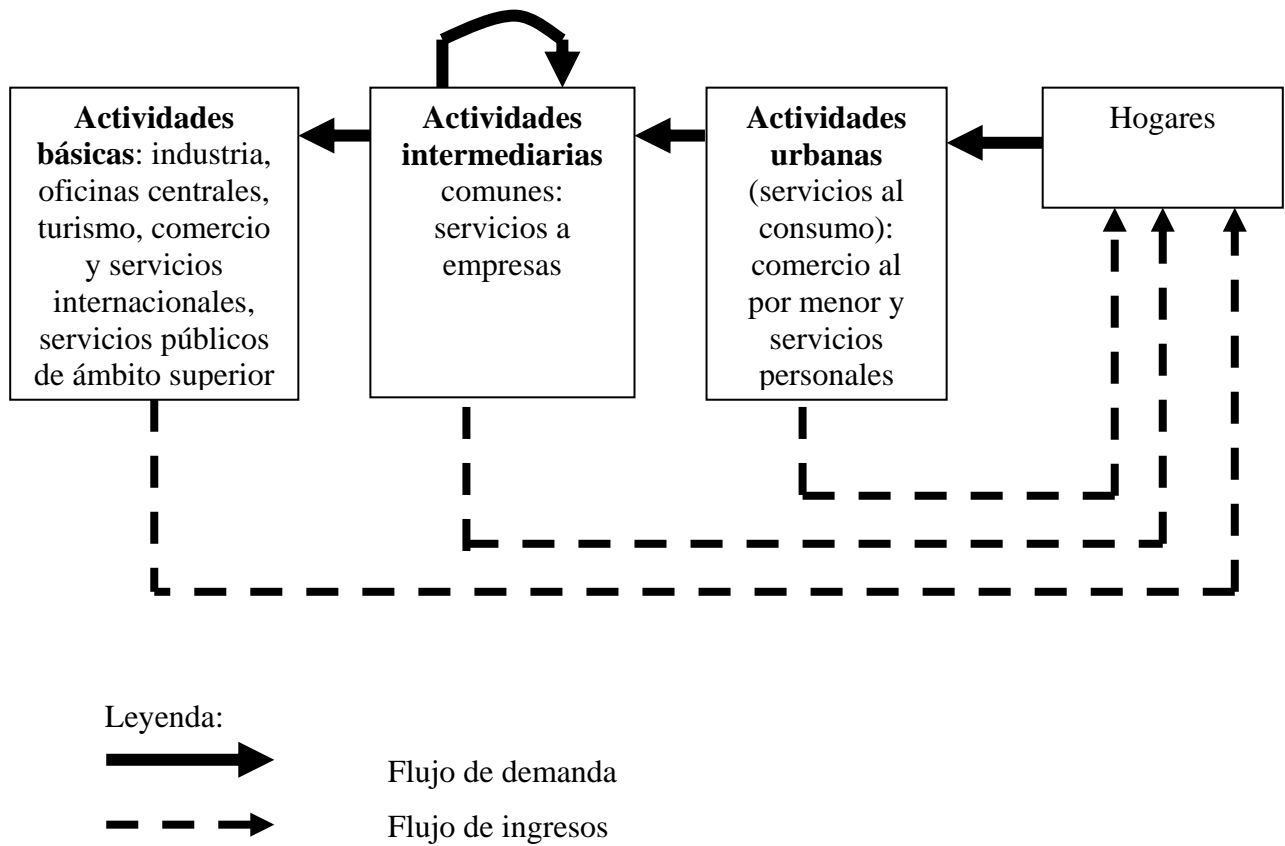 Actividades
básicas: industria,
oficinas centrales,
turismo, comercio
y servicios
internacionales,
servicios públicos
de ámbito superior
Actividades
intermediarias
comunes:
servicios a
empresas
Actividades
urbanas
(servicios al
consumo):
comercio al
por menor y
servicios
personales
Hogares
Leyenda:
Flujo de demanda
Flujo de ingresos